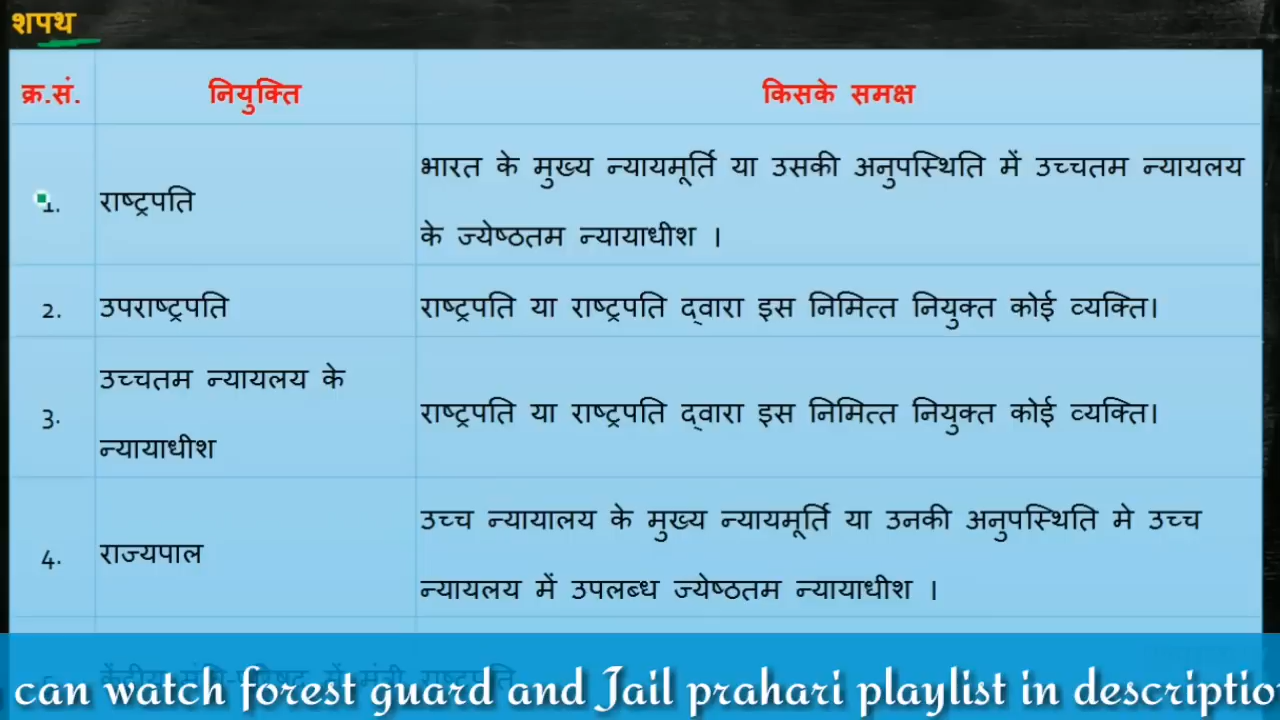 शपथ
क्र.सं. नियुक्ति किसके समक्ष
भारत के मुख्य न्यायमूर्ति या उसकी अनुपस्थिति में उच्चतम न्यायलय
1. राष्ट्रपति
के ज्येष्ठतम न्यायाधीश ।
2. उपराष्ट्रपति राष्ट्रपति या राष्ट्रपति द्वारा इस निमित्त नियुक्त कोई व्यक्ति।
उच्चतम न्यायलय के
3. राष्ट्रपति या राष्ट्रपति द्वारा इस निमित्त नियुक्त कोई व्यक्ति।
न्यायाधीश
उच्च न्यायालय के मुख्य न्यायमूर्ति या उनकी अनुपस्थिति मे उच्च
4. राज्यपाल
न्यायलय में उपलब्ध ज्येष्ठतम न्यायाधीश ।
can watch forest guard and Jail prahari playlist in description